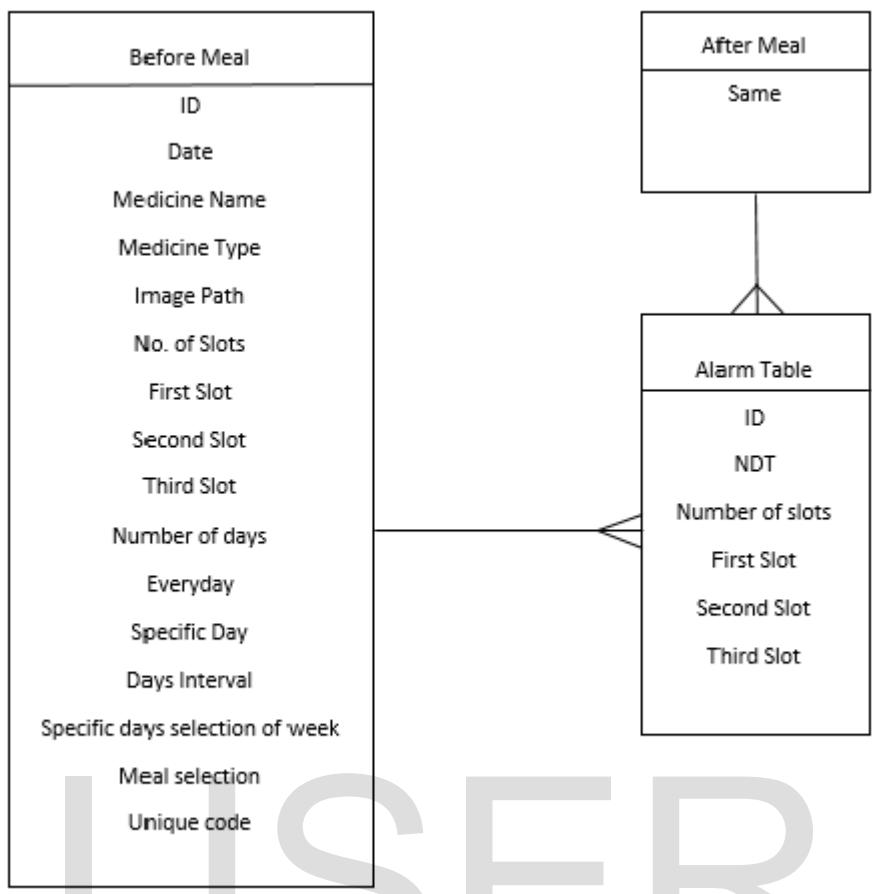 Before Meal
ID
Date
Medicine Name
Medicine Type
Image Path
No. of Slots
First Slot
Second Slot
Third Slot
Number of days
Everyday
Specific Day
Days Interval
Specific days selection of week
Meal selection
Unique code
After Meal
Same
Alarm Table
ID
NDT
Number of slots
First Slot
Second Slot
Third Slot